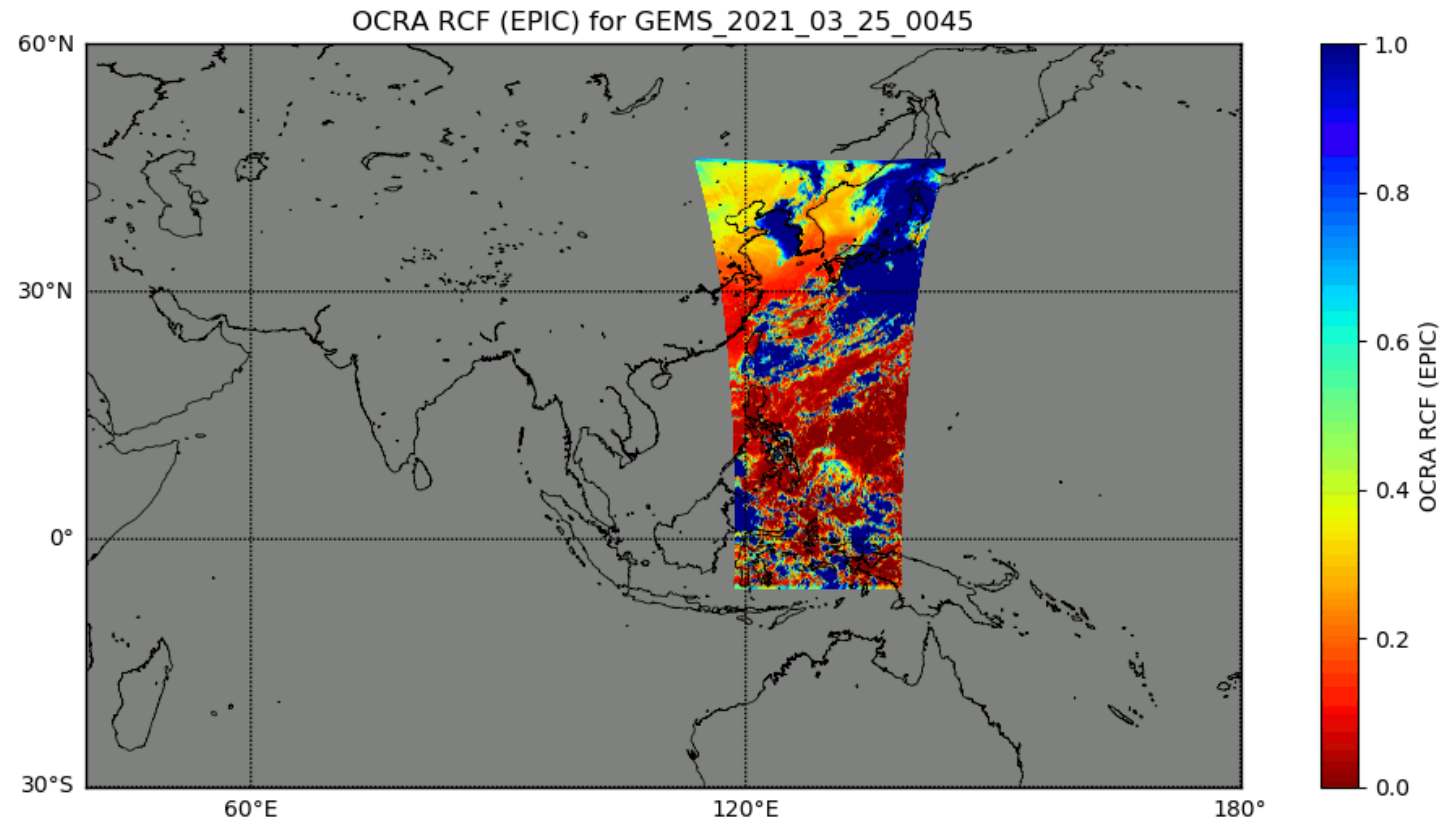 OCRA RCF (EPIC) for GEMS_2021_03_25_0045
60°N
30°N
0°
30°S
60°E
120°E
180°
1.0
0.8
0.6
0.4
0.2
0.0
OCRA RCF (EPIC)